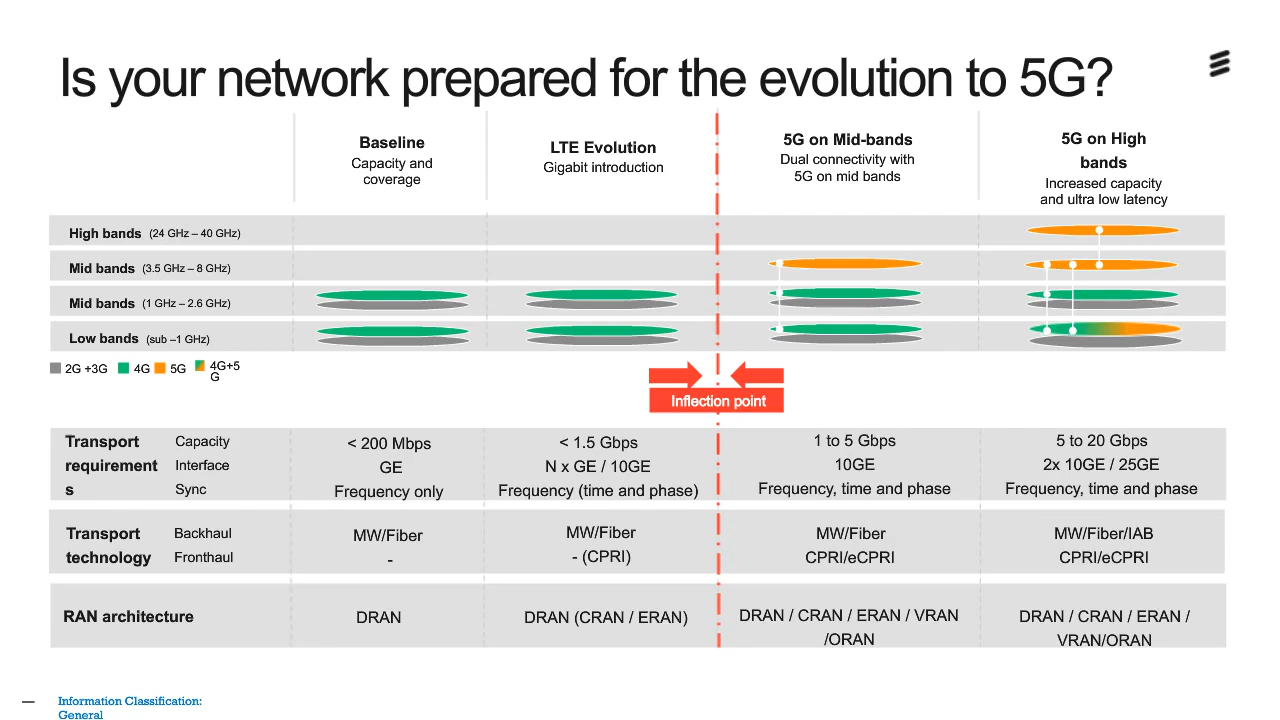 Is your network prepared for the evolution to 5G?
Baseline
Capacity and
coverage
LTE Evolution
Gigabit introduction
5G on Mid-bands
Dual connectivity with
5G on mid bands
5G on High
bands
Increased capacity
and ultra low latency
High bands (24 GHz – 40 GHz)
Mid bands (3.5 GHz – 8 GHz)
Mid bands (1 GHz – 2.6 GHz)
Low bands (sub –1 GHz)
2G +3G 4G 5G 4G+5
G
Inflection point
Transport Capacity < 200 Mbps < 1.5 Gbps 1 to 5 Gbps 5 to 20 Gbps
requirement Interface GE N x GE / 10GE 10GE 2x 10GE / 25GE
s Sync Frequency only Frequency (time and phase) Frequency, time and phase Frequency, time and phase
Transport Backhaul MW/Fiber MW/Fiber MW/Fiber MW/Fiber/IAB
technology Fronthaul - - (CPRI) CPRI/eCPRI CPRI/eCPRI
RAN architecture DRAN DRAN (CRAN / ERAN) DRAN / CRAN / ERAN / VRAN DRAN / CRAN / ERAN /
/ORAN VRAN/ORAN
Information Classification:
General